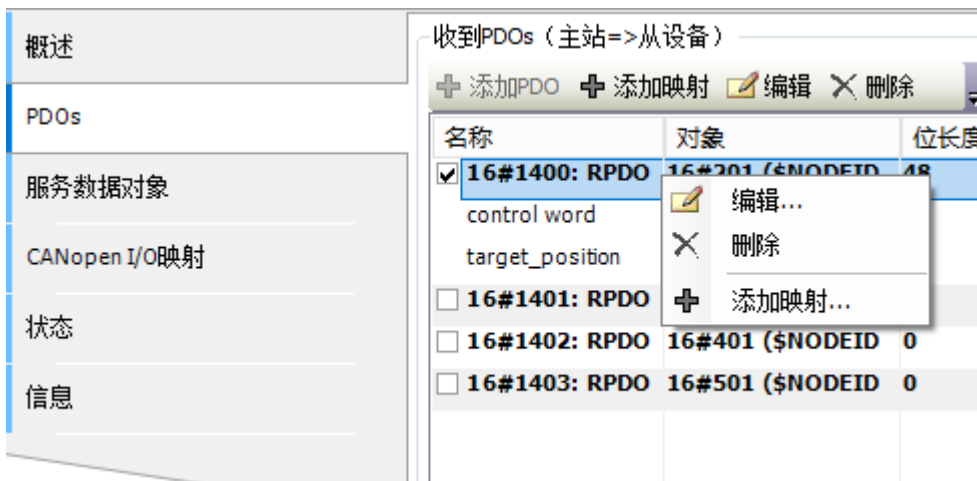 概述
PDOs
服务数据对象
CANopen I/O映射
状态
信息
收到PDOs（主站=>从设备）
添加PDO 添加映射 编辑 删除
名称 对象 位长度
16#1400: RPDO 16#201 ($NODEID 48
control word
target_position
16#1401: RPDO
16#1402: RPDO 16#401 ($NODEID 0
16#1403: RPDO 16#501 ($NODEID 0
编辑...
删除
添加映射...